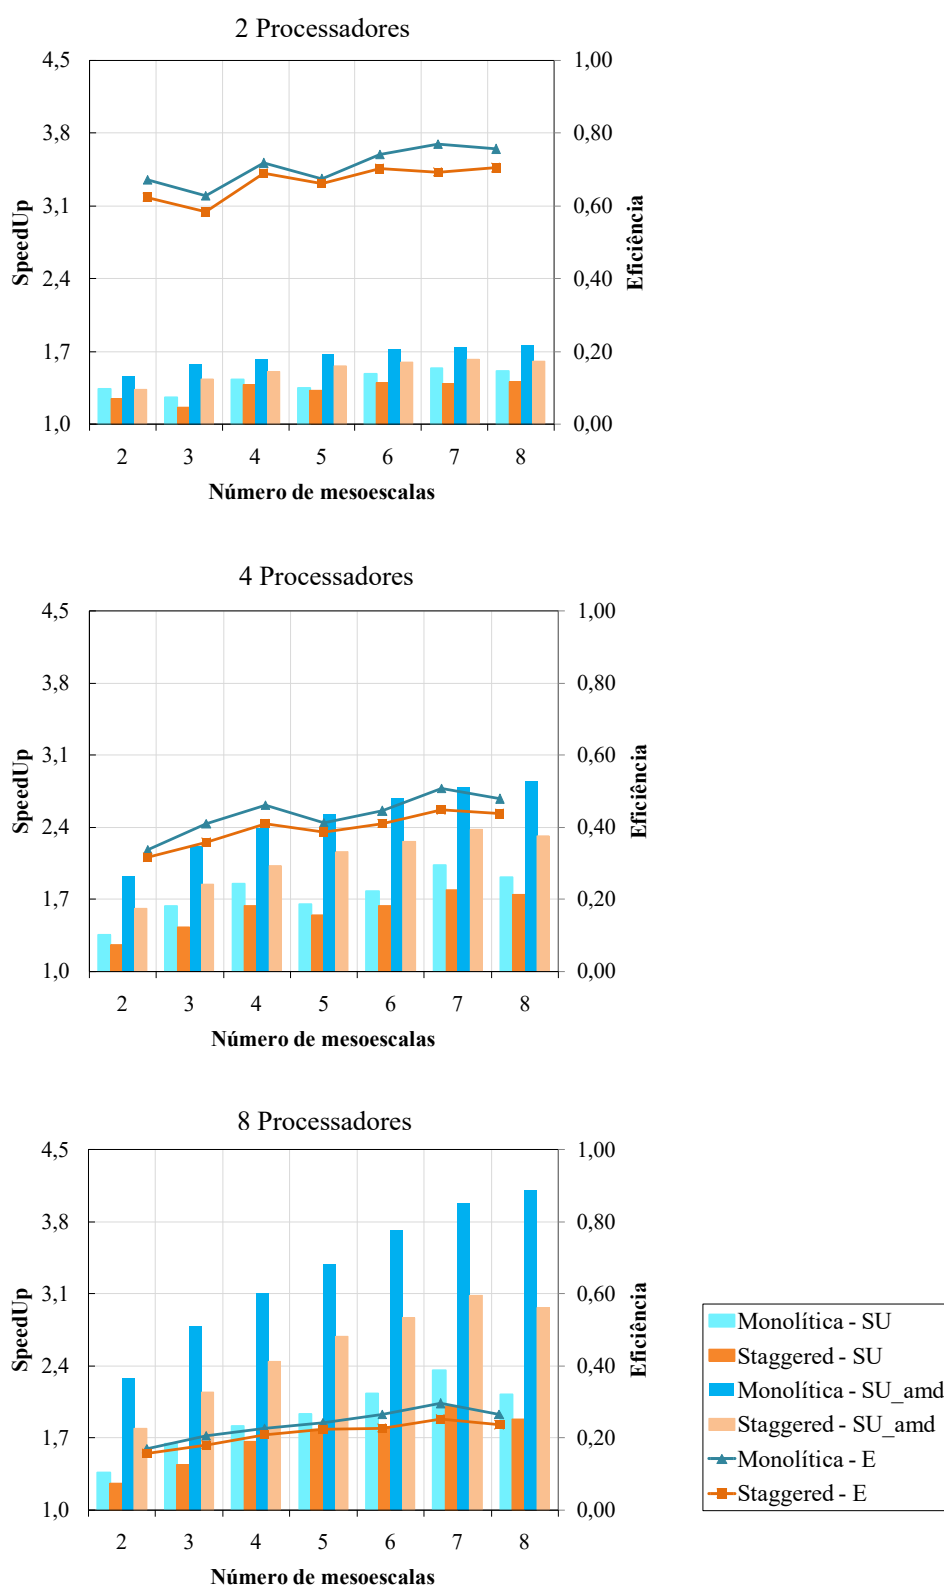 2 Processadores
4,5
3,8
3,1
2,4
1,7
1,0
SpeedUp
1,00
0,80
0,60
0,40
0,20
0,00
Eficiência
2 3 4 5 6 7 8
Número de mesoescalas
4 Processadores
4,5
3,8
3,1
2,4
1,7
1,0
SpeedUp
1,00
0,80
0,60
0,40
0,20
0,00
Eficiência
2 3 4 5 6 7 8
Número de mesoescalas
8 Processadores
4,5
3,8
3,1
2,4
1,7
1,0
SpeedUp
1,00
0,80
0,60
0,40
0,20
0,00
Eficiência
2 3 4 5 6 7 8
Número de mesoescalas
Monolítica - SU
Staggered - SU
Monolítica - SU_amd
Staggered - SU_amd
Monolítica - E
Staggered - E